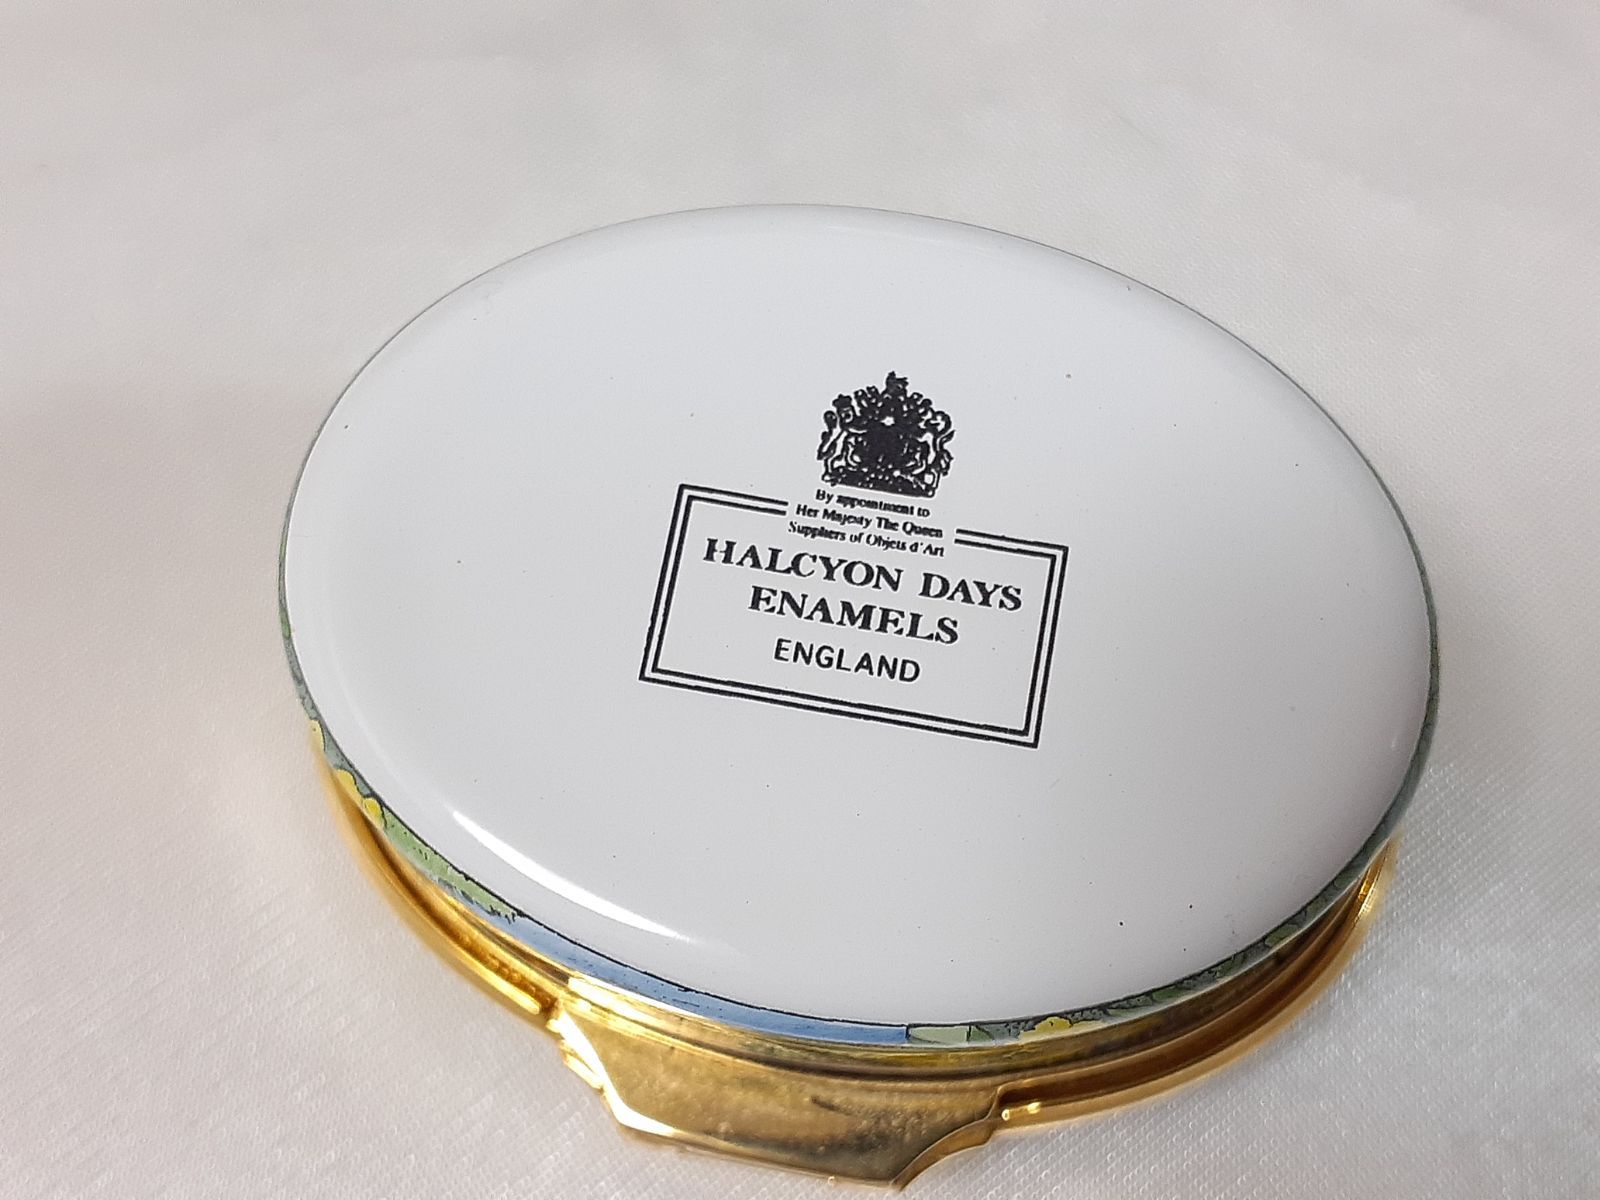 By appointment to
Her Majesty The Queen
Suppliers of Objets d'Art
HALCYON DAYS
ENAMELS
ENGLAND